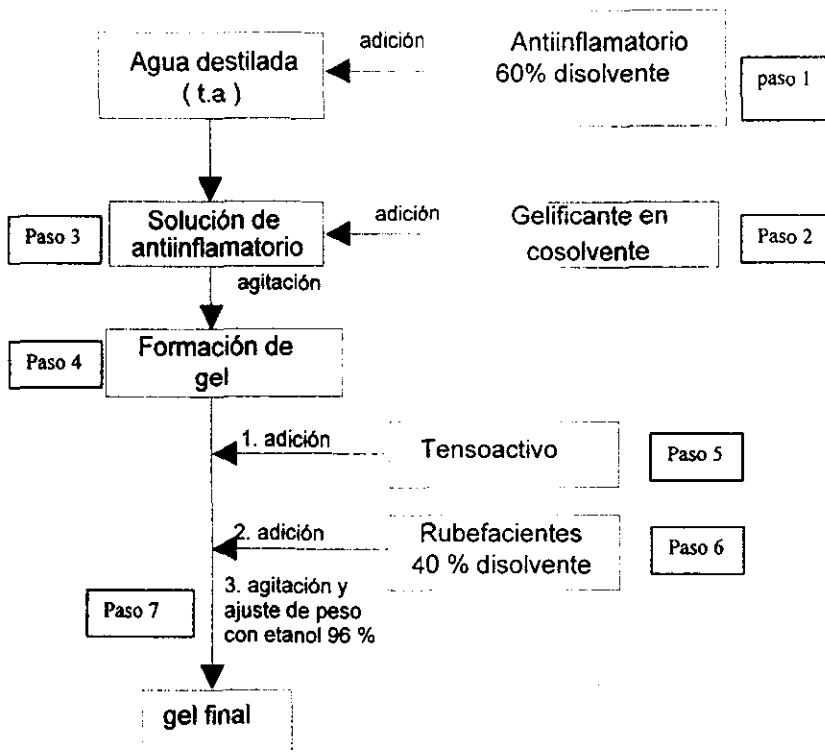 adición
Antiinflamatorio
60% disolvente
paso 1
Agua destilada
( t.a )
Paso 3
Solución de
antiinflamatorio
adición
Gelificante en
cosolvente
Paso 2
agitación
Paso 4
Formación de
gel
1. adición
Tensoactivo
Paso 5
2. adición
Rubefacientes
40 % disolvente
Paso 6
Paso 7
3. agitación y
ajuste de peso
con etanol 96 %
gel final